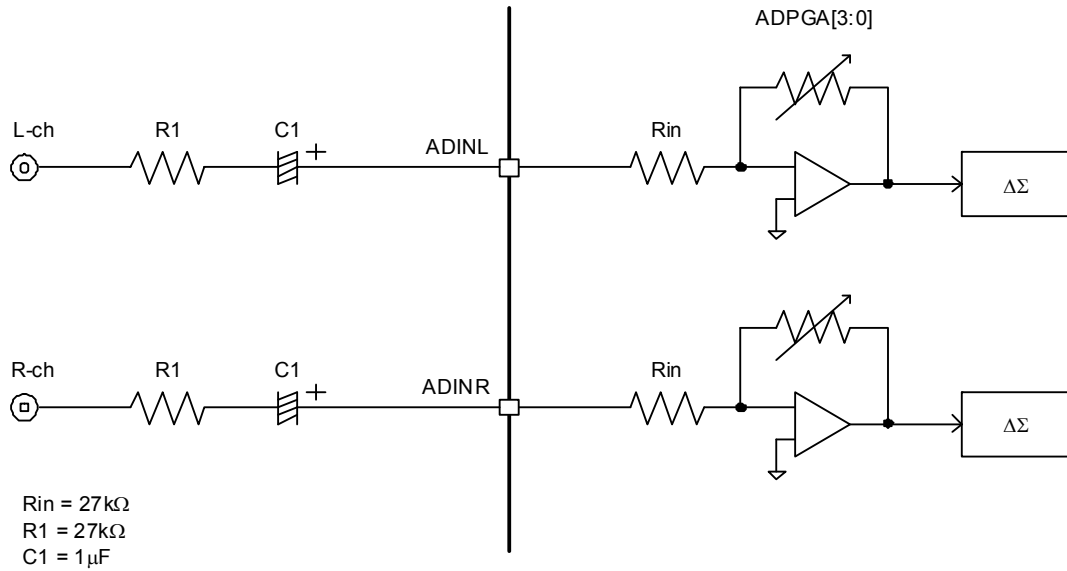 ADPGA[3:0]
L-ch
R1
C1
+
ADINL
Rin
ΔΣ
R-ch
R1
C1
+
ADINR
Rin
ΔΣ
Rin = 27kΩ
R1 = 27kΩ
C1 = 1μF